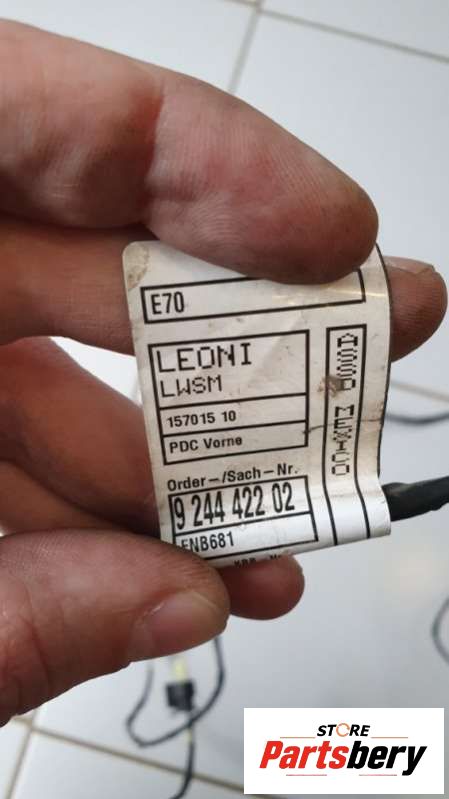 E70
LEONI
LWSM
157015 10
PDC Vorne
Order-/Sach-Nr.
9 244 422 02
ENB681
ASSD MEXICO
STORE
Partsbery